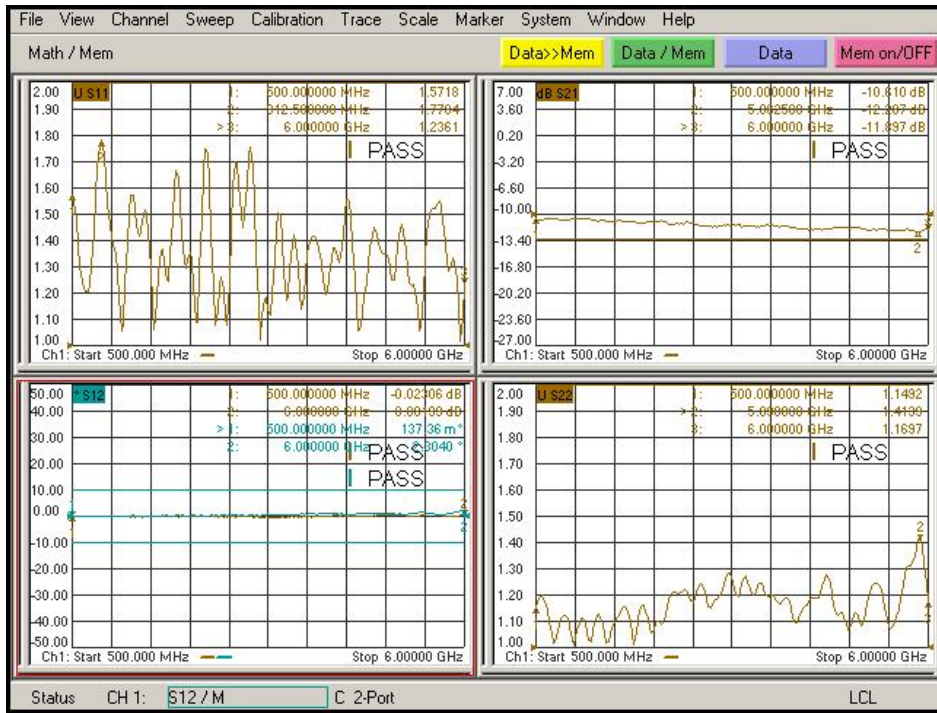 File View Channel Sweep Calibration Trace Scale Marker System Window Help
Math / Mem Data>>Mem Data / Mem Data Mem on/OFF
2.00 U S11 1: 500.000000 MHz 1.5718
1.90 2: 912.500000 MHz 1.7704
> 3: 6.000000 GHz 1.2361
1.80
PASS
1.70
1.60
1.50
1.40
1.30
1.20
1.10
1.00
Ch1: Start 500.000 MHz Stop 6.00000 GHz
7.00 dB S21 1: 500.000000 MHz -10.610 dB
3.60 2: 5.802500 GHz -12.207 dB
0.20 > 3: 6.000000 GHz -11.897 dB
PASS
-3.20
-6.60
-10.00
-13.40
2
-16.80
-20.20
-23.60
-27.00
Ch1: Start 500.000 MHz Stop 6.00000 GHz
50.00 ° S12 1: 500.000000 MHz -0.02306 dB
40.00 2: GHz
> 1: 500.000000 MHz 137.36 m°
30.00 2: 6.000000 GHz
PASS
20.00 PASS
10.00
0.00
-10.00
2
-20.00
-30.00
-40.00
-50.00
Ch1: Start 500.000 MHz Stop 6.00000 GHz
2.00 U S22 1: 500.000000 MHz 1.1492
1.90 > 2: GHz
3: 6.000000 GHz 1.1697
1.80
PASS
1.70
1.60
1.50
2
1.40
1.30
1.20
1.10
1.00
Ch1: Start 500.000 MHz Stop 6.00000 GHz
Status CH 1: S12 / M C 2-Port LCL